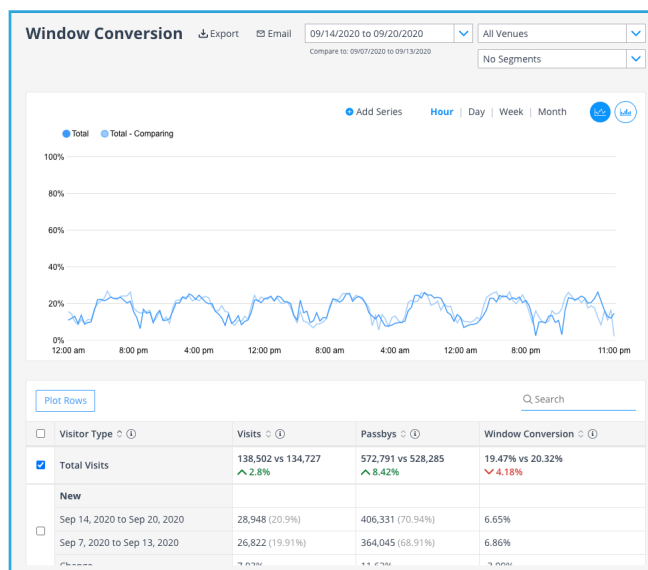 Window Conversion
Export
Email
09/14/2020 to 09/20/2020
All Venues
Compare to: 09/07/2020 to 09/13/2020
No Segments
Add Series
Hour | Day | Week | Month
Total
Total - Comparing
100%
80%
60%
40%
20%
0%
12:00 am 8:00 pm 4:00 pm 12:00 pm 8:00 am 4:00 am 12:00 am 8:00 pm 11:00 pm
Plot Rows
Search
Visitor Type Visits Passbys Window Conversion
Total Visits 138,502 vs 134,727 572,791 vs 528,285 19.47% vs 20.32%
2.8% 8.42% 4.18%
New
Sep 14, 2020 to Sep 20, 2020 28,948 (20.9%) 406,331 (70.94%) 6.65%
Sep 7, 2020 to Sep 13, 2020 26,822 (19.91%) 364,045 (68.91%) 6.86%
Change